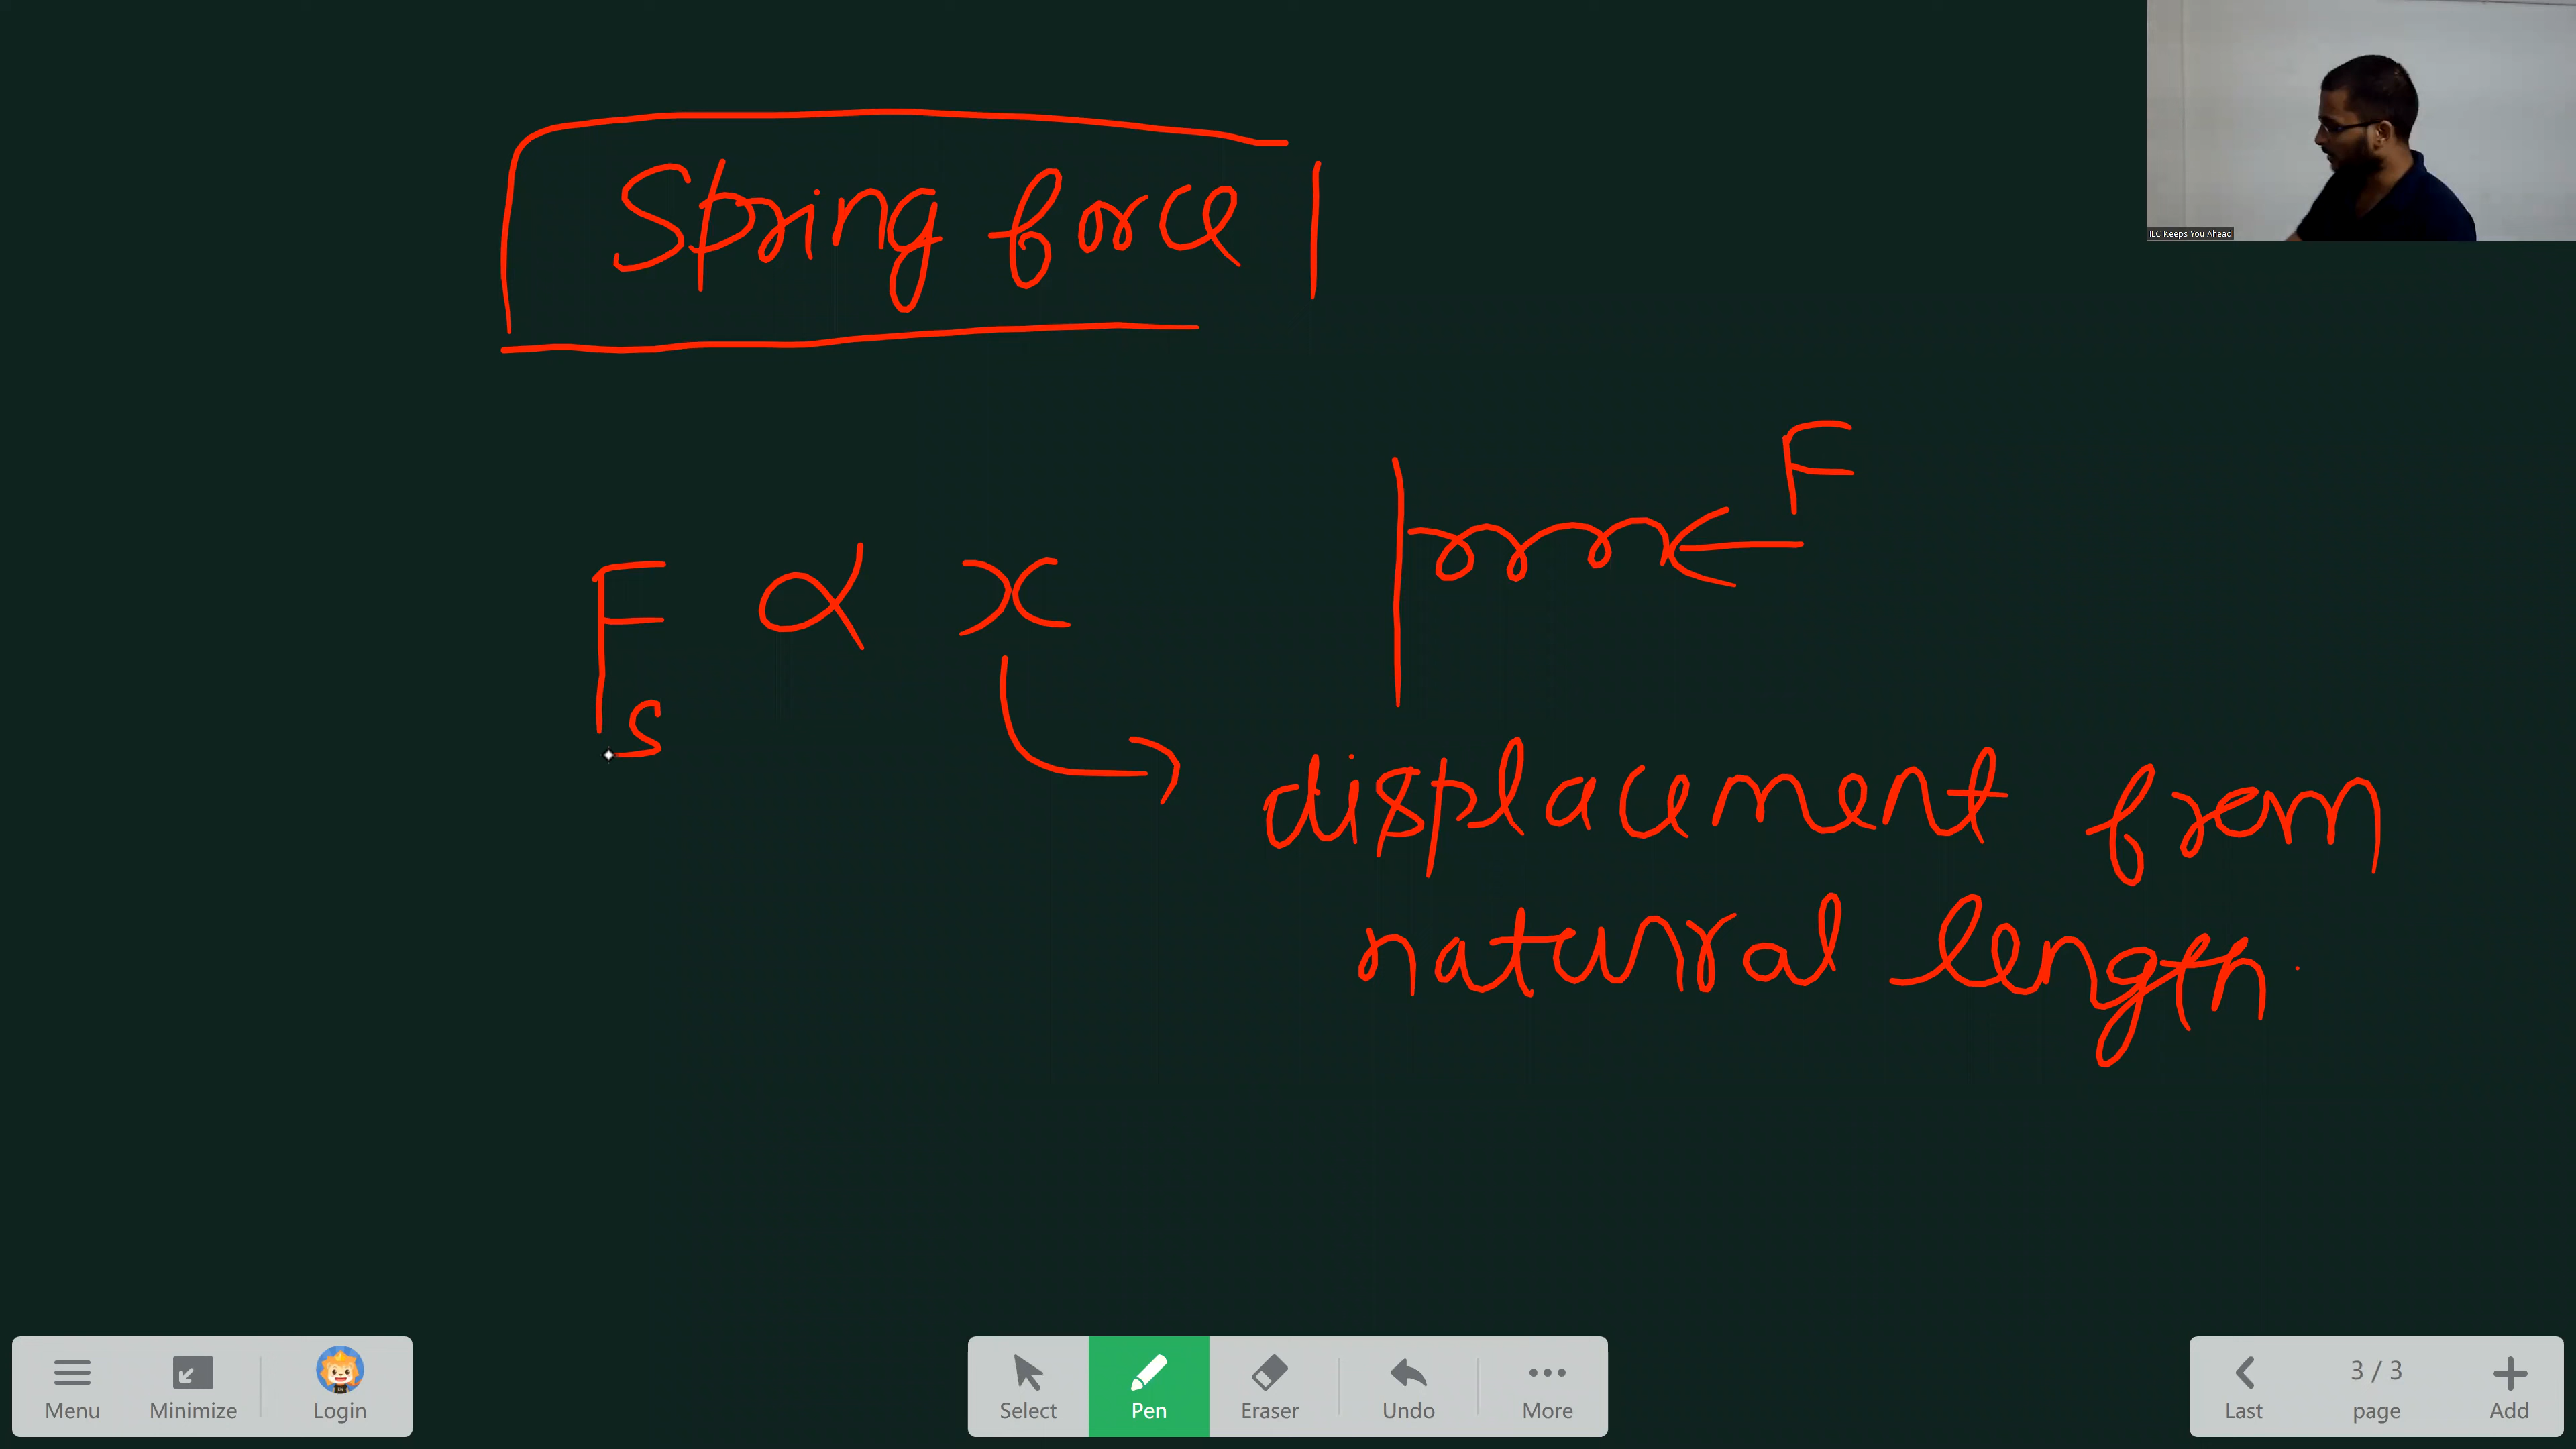 ILC Keeps You Ahead
Spring force
F
F_s ∝ x
displacement from
natural length.
Menu Minimize Login Select Pen Eraser Undo More Last 3 / 3 page Add